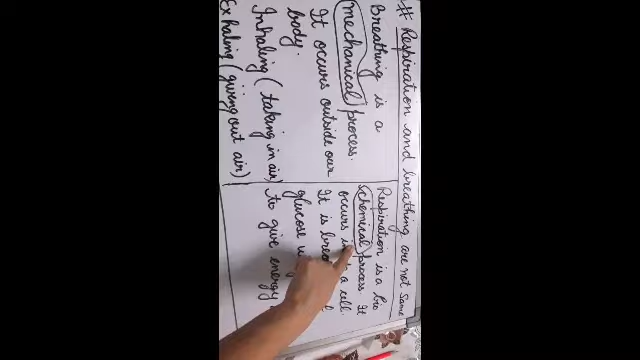 # Respiration and breathing are not same
Breathing is a
mechanical process.
It occurs outside our
body.
Inhaling (taking in air)
Exhaling (giving out air)
Respiration is a bio
chemical process. It
occurs in a cell.
It is
glucose
to give energy